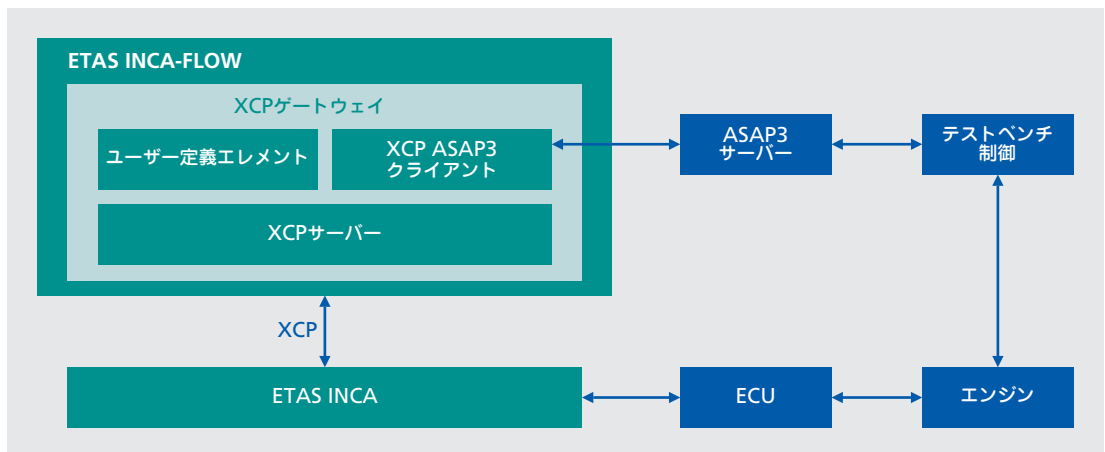 ETAS INCA-FLOW
XCPゲートウェイ
ユーザー定義エレメント
XCP ASAP3
クライアント
XCPサーバー
ASAP3
サーバー
テストベンチ
制御
XCP
ETAS INCA
ECU
エンジン